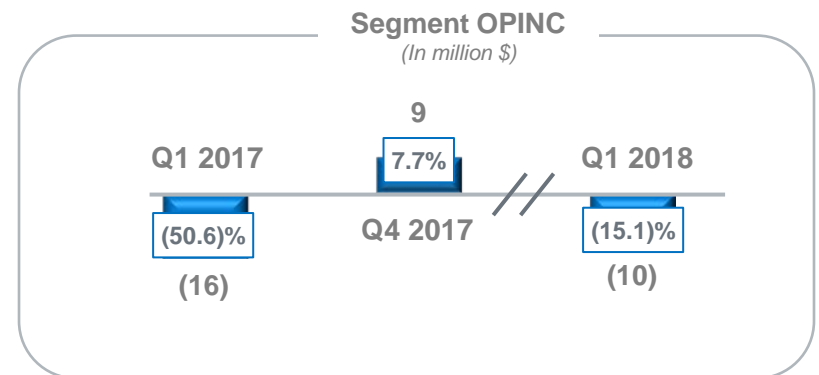 Segment OPINC
(In million $)
9
Q1 2017
7.7%
Q1 2018
(50.6)%
Q4 2017
(15.1)%
(16)
(10)